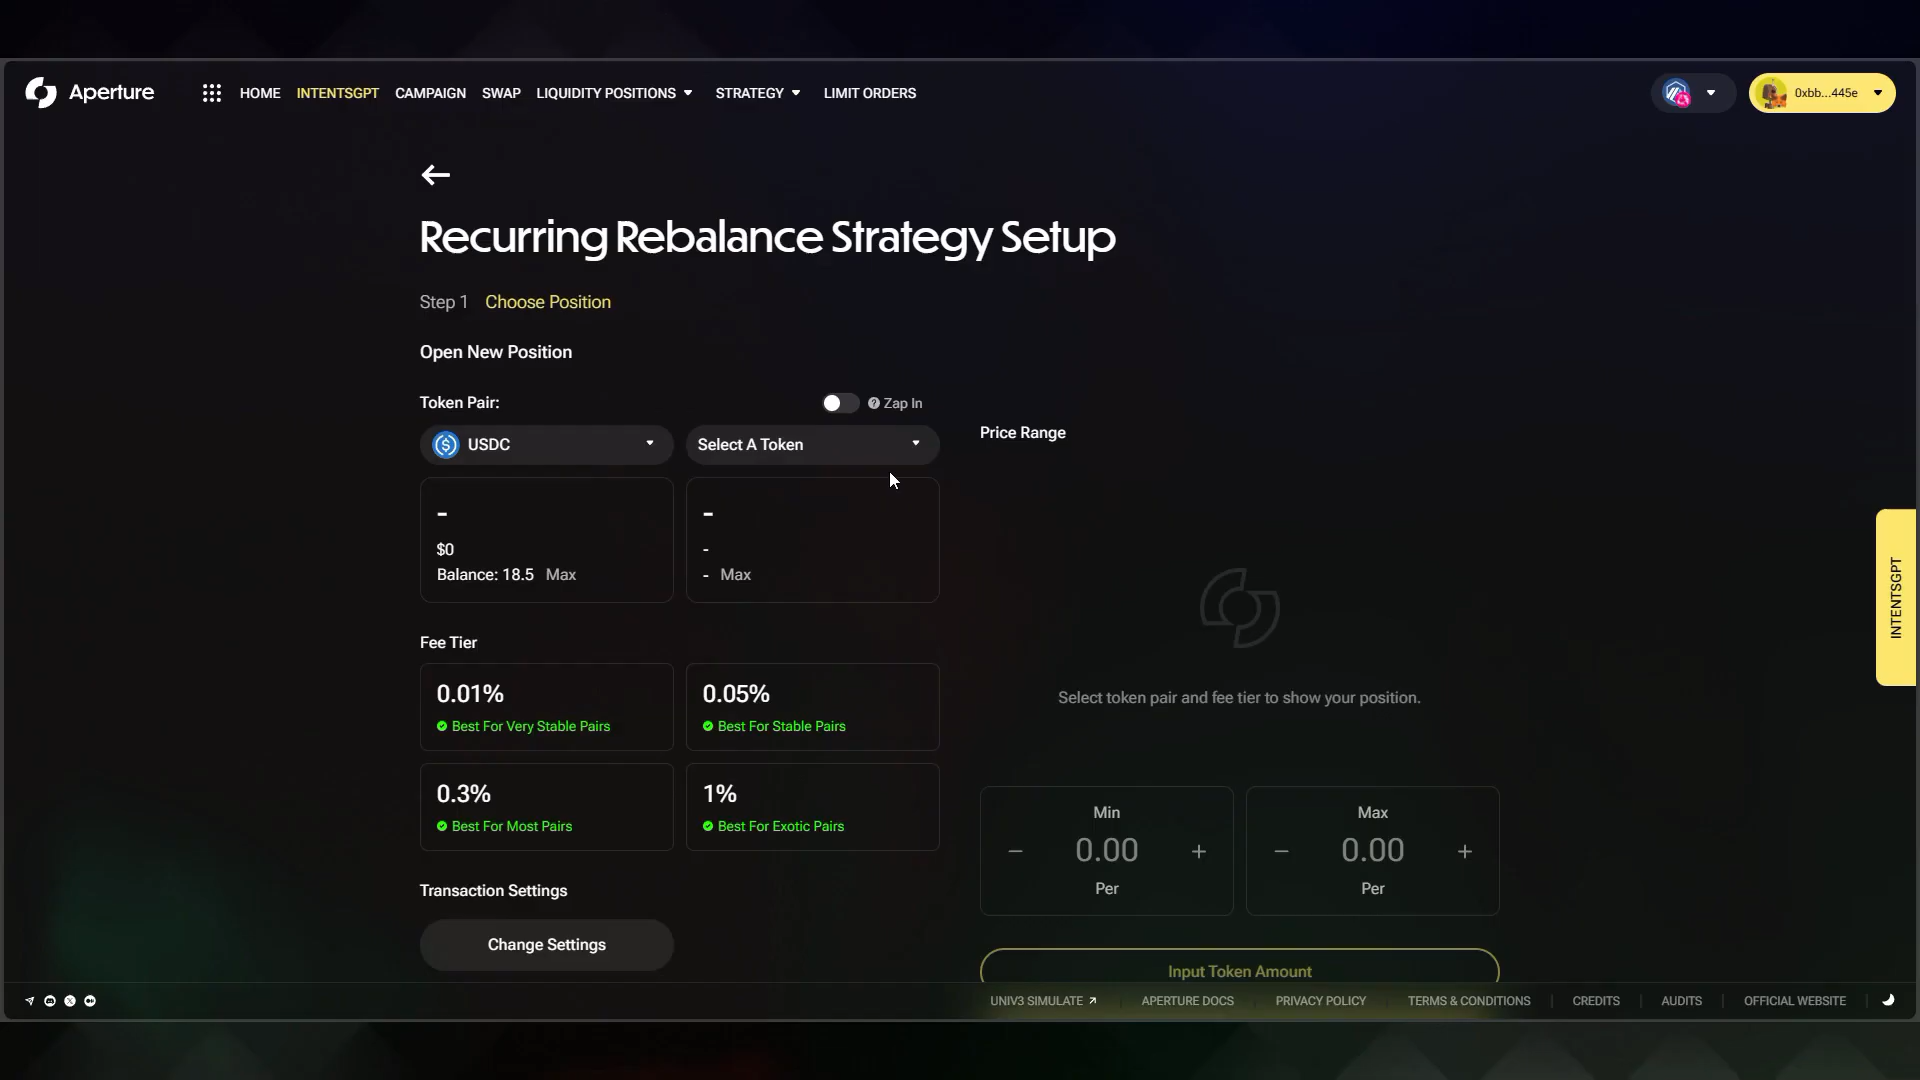 Aperture
HOME
INTENTSGPT
CAMPAIGN
SWAP
LIQUIDITY POSITIONS
STRATEGY
LIMIT ORDERS
0xbb...445e
Recurring Rebalance Strategy Setup
Step 1 Choose Position
Open New Position
Token Pair:
Zap In
USDC
Select A Token
Price Range
-
$0
Balance: 18.5 Max
-
-
- Max
INTENTSGPT
Fee Tier
0.01%
Best For Very Stable Pairs
0.05%
Best For Stable Pairs
Select token pair and fee tier to show your position.
0.3%
Best For Most Pairs
1%
Best For Exotic Pairs
Min
0.00
Per
Max
0.00
Per
Transaction Settings
Change Settings
Input Token Amount
UNIV3 SIMULATE
APERTURE DOCS
PRIVACY POLICY
TERMS & CONDITIONS
CREDITS
AUDITS
OFFICIAL WEBSITE